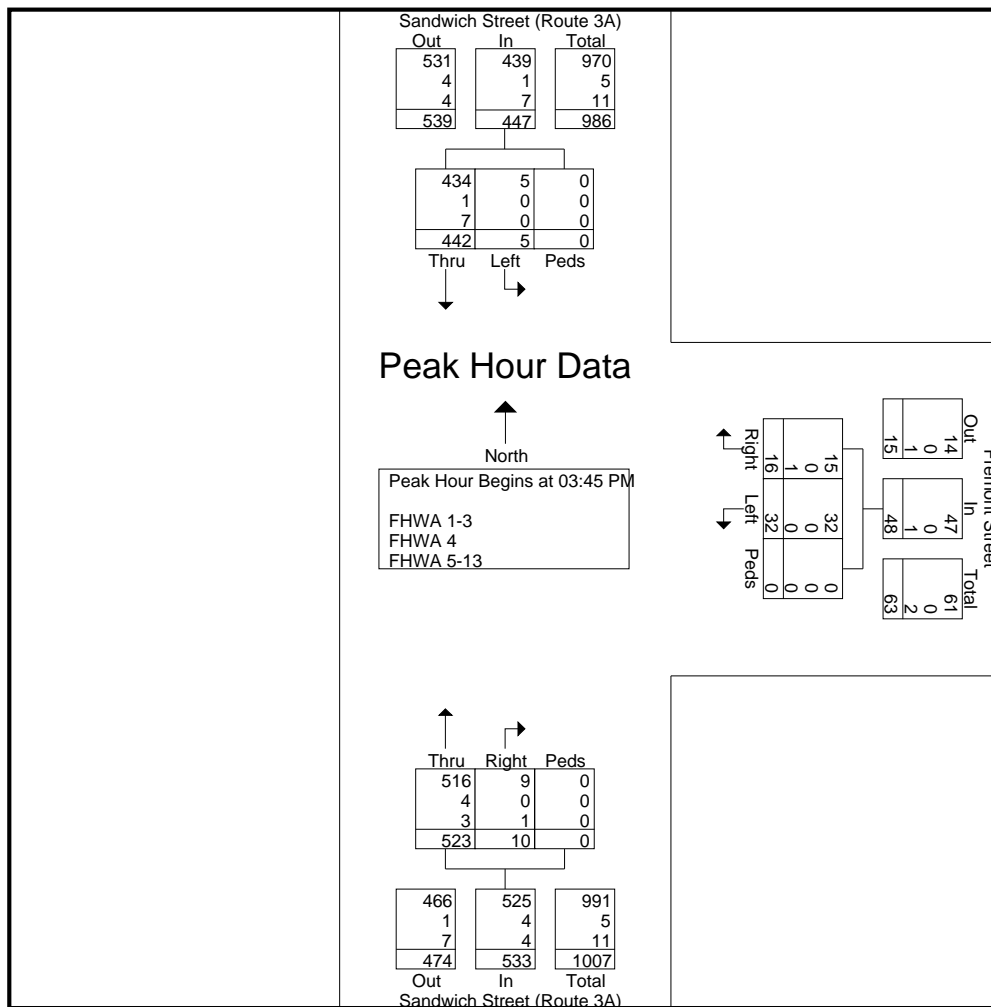 Sandwich Street (Route 3A)
Out In Total
531 439 970
4 1 5
4 7 11
539 447 986
434 5 0
1 0 0
7 0 0
442 5 0
Thru Left Peds
Peak Hour Data
North
Peak Hour Begins at 03:45 PM
FHWA 1-3
FHWA 4
FHWA 5-13
Fremont Street
Out In Total
14 47 61
0 0 0
1 1 2
15 48 63
15 32 0
0 0 0
1 0 0
16 32 0
Right Left Peds
Thru Right Peds
516 9 0
4 0 0
3 1 0
523 10 0
466 525 991
1 4 5
7 4 11
474 533 1007
Out In Total
Sandwich Street (Route 3A)